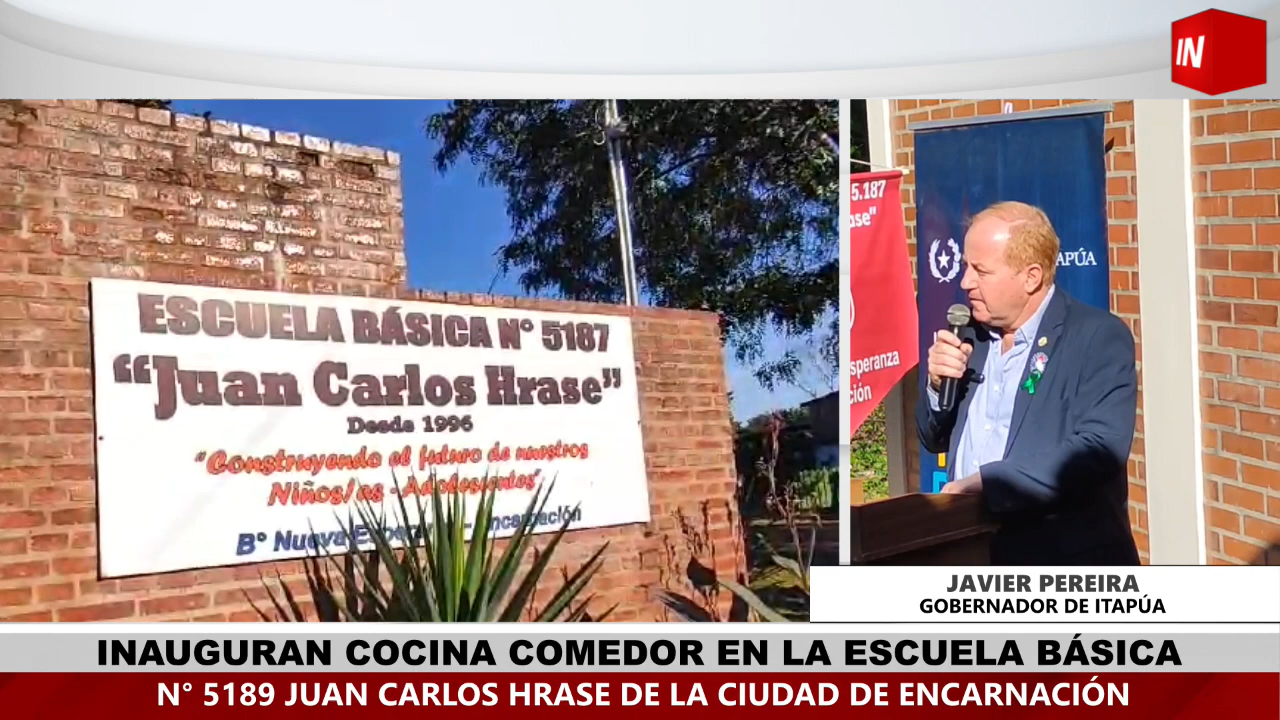 IN
ESCUELA BÁSICA N° 5187
"Juan Carlos Hrase"
Desde 1996
"Construyendo el futuro de nuestros
Niños/as - Adolescentes"
B° Nueva - Encarnación
5.187
ase"
speranza
ción
APÚA
JAVIER PEREIRA
GOBERNADOR DE ITAPÚA
INAUGURAN COCINA COMEDOR EN LA ESCUELA BÁSICA
N° 5189 JUAN CARLOS HRASE DE LA CIUDAD DE ENCARNACIÓN